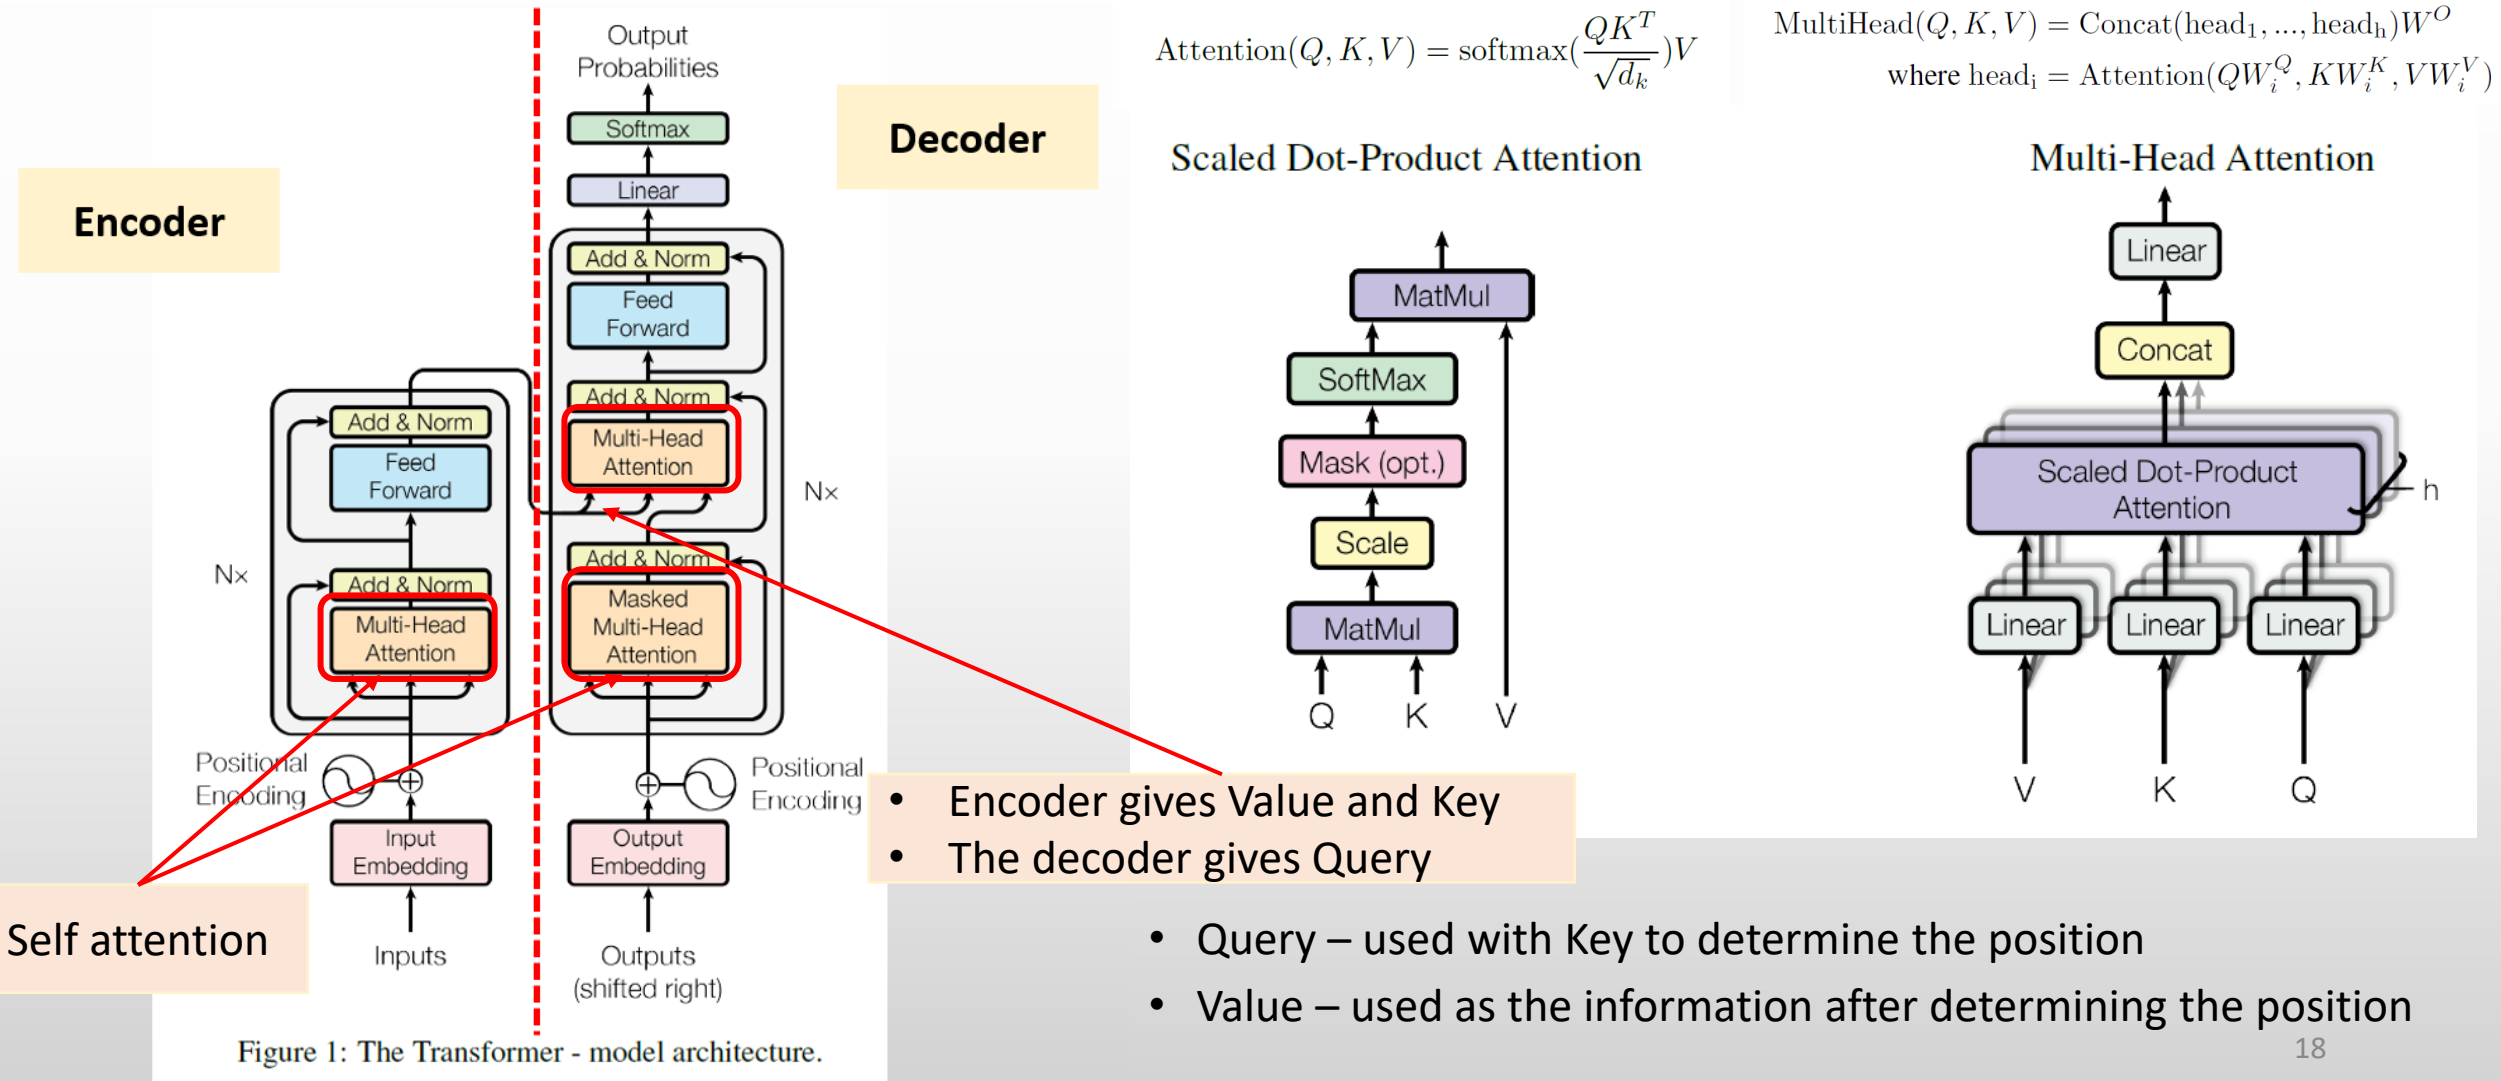 Encoder
Decoder
Output
Probabilities
Softmax
Linear
Add & Norm
Feed
Forward
Add & Norm
Multi-Head
Attention
Nx
Add & Norm
Masked
Multi-Head
Attention
Add & Norm
Feed
Forward
Nx
Add & Norm
Multi-Head
Attention
Positional
Encoding
Positional
Encoding
Input
Embedding
Output
Embedding
Inputs
Outputs
(shifted right)
Self attention
Figure 1: The Transformer - model architecture.
• Encoder gives Value and Key
• The decoder gives Query
Attention(Q, K, V) = softmax(QK^T/√d_k)V
Scaled Dot-Product Attention
MatMul
SoftMax
Mask (opt.)
Scale
MatMul
Q K V
MultiHead(Q, K, V) = Concat(head_1, ..., head_h)W^O
where head_i = Attention(QW_i^Q, KW_i^K, VW_i^V)
Multi-Head Attention
Linear
Concat
Scaled Dot-Product
Attention
h
Linear Linear Linear
V K Q
• Query – used with Key to determine the position
• Value – used as the information after determining the position
18